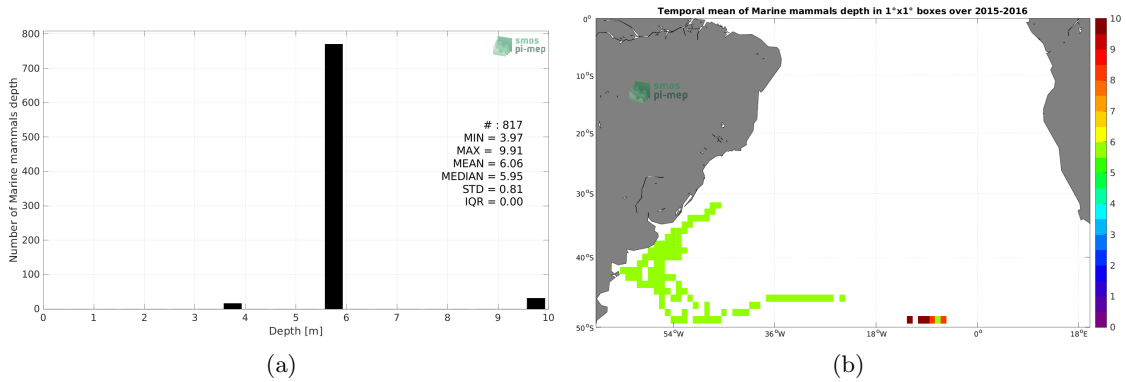 800
700
600
500
400
300
200
100
0
Number of Marine mammals depth
smos
pi-mep
# : 817
MIN = 3.97
MAX = 9.91
MEAN = 6.06
MEDIAN = 5.95
STD = 0.81
IQR = 0.00
0 1 2 3 4 5 6 7 8 9 10
Depth [m]
(a)
Temporal mean of Marine mammals depth in 1°x1° boxes over 2015-2016
0°
10°S
20°S
30°S
40°S
50°S
smos
pi-mep
54°W 36°W 18°W 0° 18°E
10
9
8
7
6
5
4
3
2
1
0
(b)